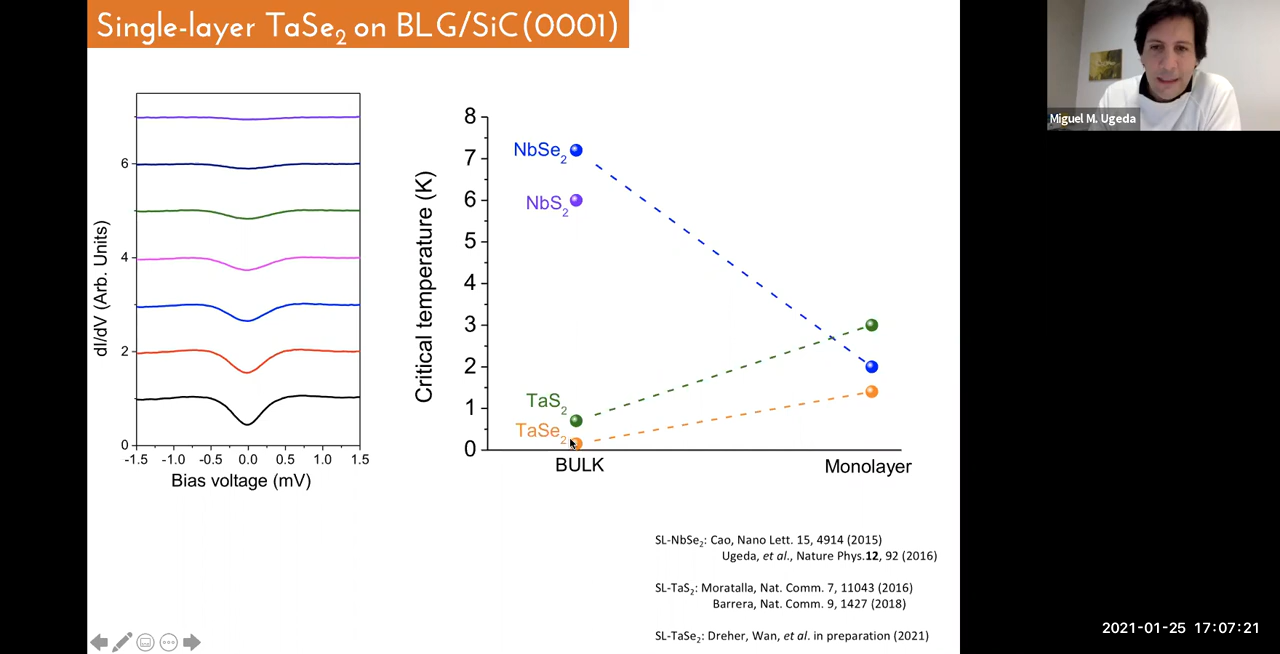 Single-layer TaSe2 on BLG/SiC(0001)
Miguel M. Ugeda
dI/dV (Arb. Units)
6
4
2
0
-1.5 -1.0 -0.5 0.0 0.5 1.0 1.5
Bias voltage (mV)
Critical temperature (K)
8
7
6
5
4
3
2
1
0
NbSe2
NbS2
TaS2
TaSe2
BULK
Monolayer
SL-NbSe2: Cao, Nano Lett. 15, 4914 (2015)
Ugeda, et al., Nature Phys.12, 92 (2016)
SL-TaS2: Moratalla, Nat. Comm. 7, 11043 (2016)
Barrera, Nat. Comm. 9, 1427 (2018)
SL-TaSe2: Dreher, Wan, et al. in preparation (2021)
2021-01-25 17:07:21